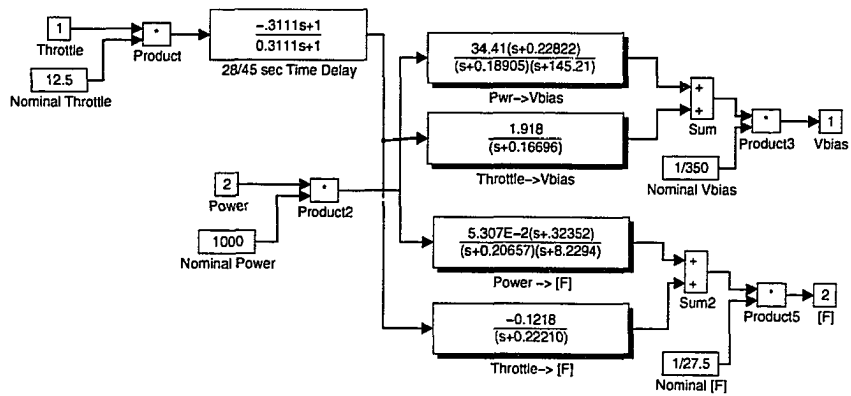 1
Throttle
12.5
Nominal Throttle
*
Product
-.3111s+1
0.3111s+1
28/45 sec Time Delay
2
Power
1000
Nominal Power
*
Product2
34.41(s+0.22822)
(s+0.18905)(s+145.21)
Pwr->Vbias
1.918
(s+0.16696)
Throttle->Vbias
+
+
Sum
1/350
Nominal Vbias
*
Product3
1
Vbias
5.307E-2(s+.32352)
(s+0.20657)(s+8.2294)
Power -> [F]
-0.1218
(s+0.22210)
Throttle-> [F]
+
+
Sum2
1/27.5
Nominal [F]
*
Product5
2
[F]